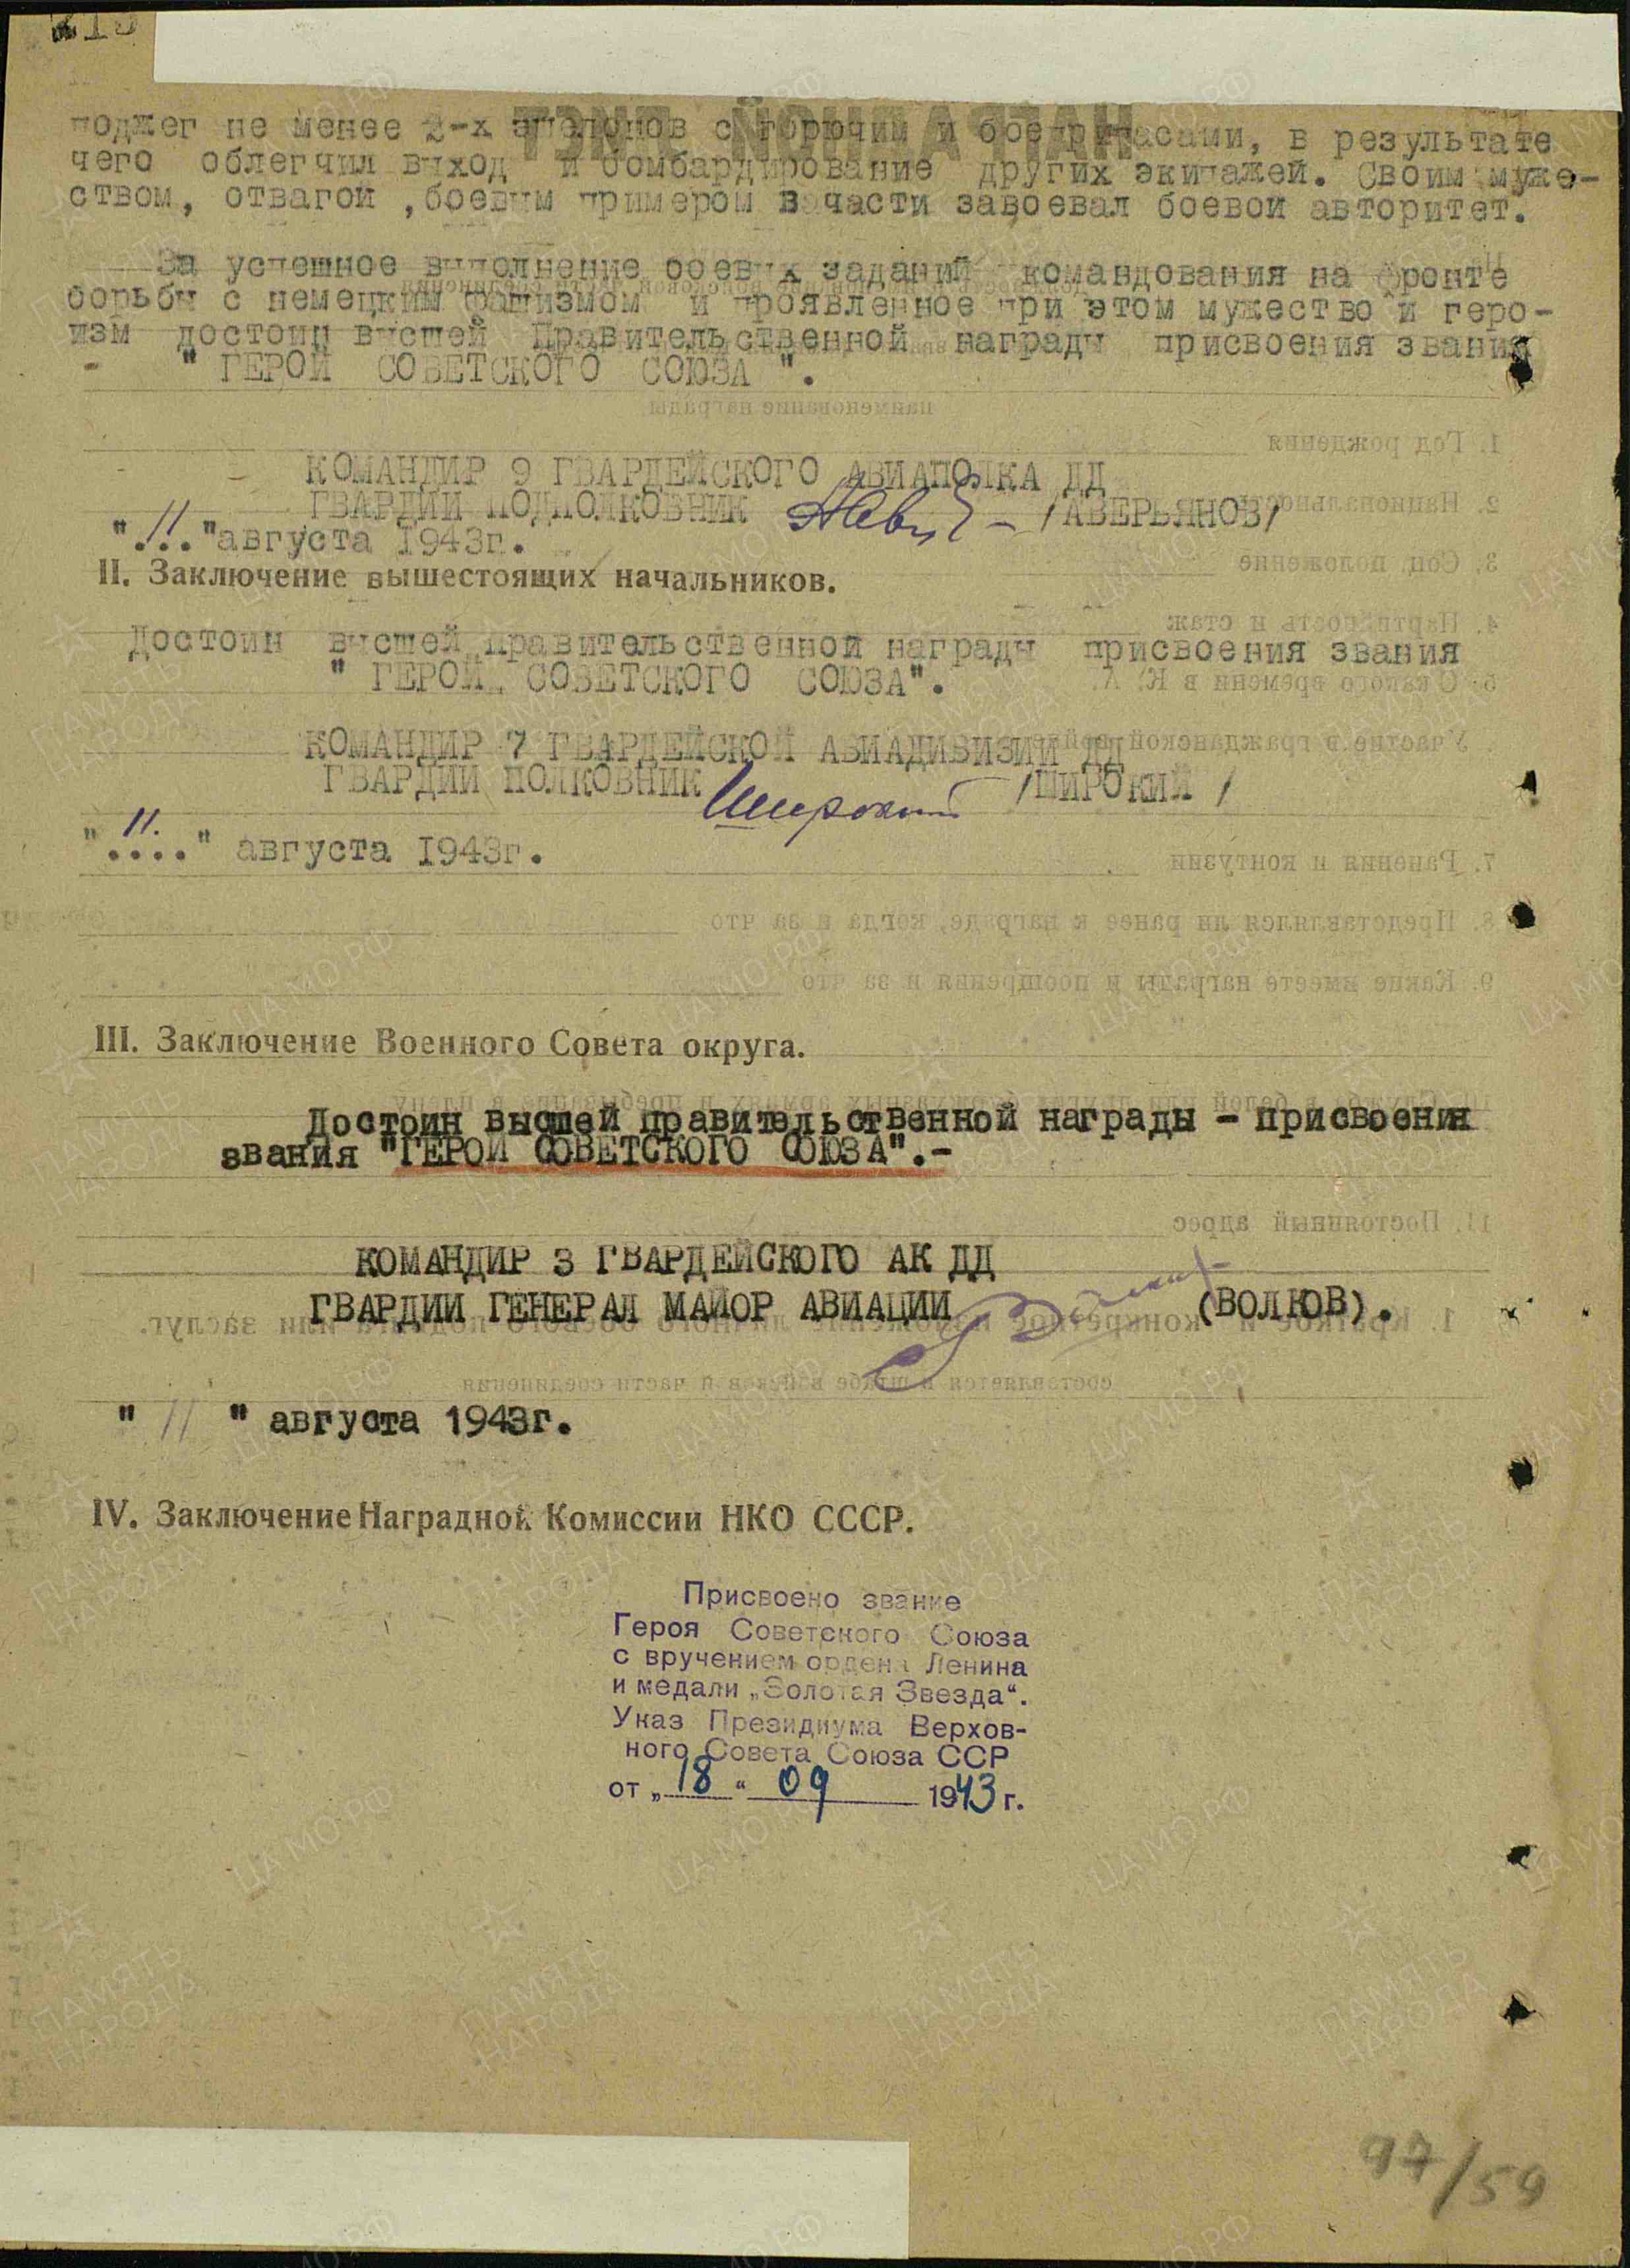 поджег не менее 2-х эшелонов с горючим и боеприпасами, в результате
чего облегчил выход и бомбардирование других экипажей. Своим муже-
ством, отвагой ,боевым примером в части завоевал боевой авторитет.
За успешное выполнение боевых заданий командования на фронте
борьбы с немецким фашизмом и проявленное при этом мужество и геро-
изм достоин высшей Правительственной награды присвоения звания
" ГЕРОЙ СОВЕТСКОГО СОЮЗА ".
КОМАНДИР 9 ГВАРДЕЙСКОГО АВИАПОЛКА ДД
ГВАРДИИ ПОДПОЛКОВНИК /АВЕРЬЯНОВ/
"11."августа 1943г.
II. Заключение вышестоящих начальников.
Достоин высшей правительственной награды присвоения звания
" ГЕРОЙ СОВЕТСКОГО СОЮЗА".
КОМАНДИР 7 ГВАРДЕЙСКОЙ АВИАДИВИЗИИ ДД
ГВАРДИИ ПОЛКОВНИК Широкий /ШИРОКИЙ /
"11." августа 1943г.
III. Заключение Военного Совета округа.
Достоин высшей правительственной награды - присвоения
звания "ГЕРОЙ СОВЕТСКОГО СОЮЗА".-
КОМАНДИР 3 ГВАРДЕЙСКОГО АК ДД
ГВАРДИИ ГЕНЕРАЛ МАЙОР АВИАЦИИ (ВОЛКОВ).
" 11 " августа 1943г.
IV. Заключение Наградной Комиссии НКО СССР.
Присвоено звание
Героя Советского Союза
с вручением ордена Ленина
и медали „Золотая Звезда“.
Указ Президиума Верхов-
ного Совета Союза ССР
от „18“ 09 1943 г.
97/59